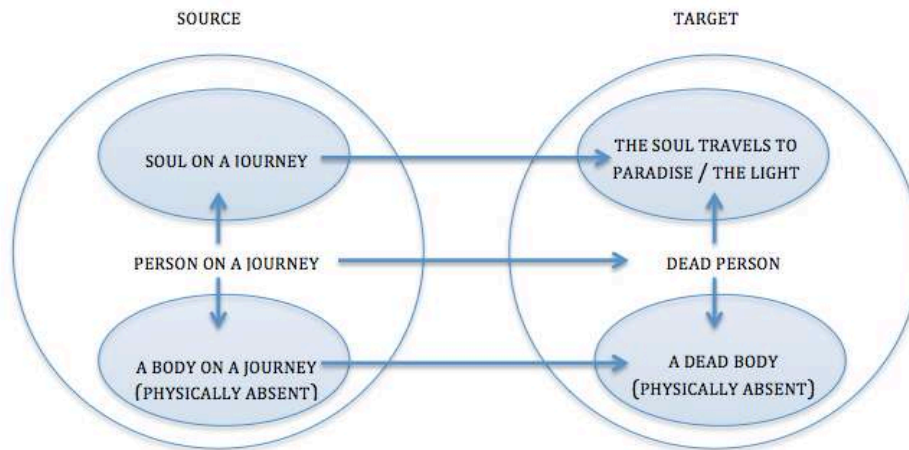 SOURCE
TARGET
SOUL ON A JOURNEY
THE SOUL TRAVELS TO
PARADISE / THE LIGHT
PERSON ON A JOURNEY
DEAD PERSON
A BODY ON A JOURNEY
(PHYSICALLY ABSENT)
A DEAD BODY
(PHYSICALLY ABSENT)